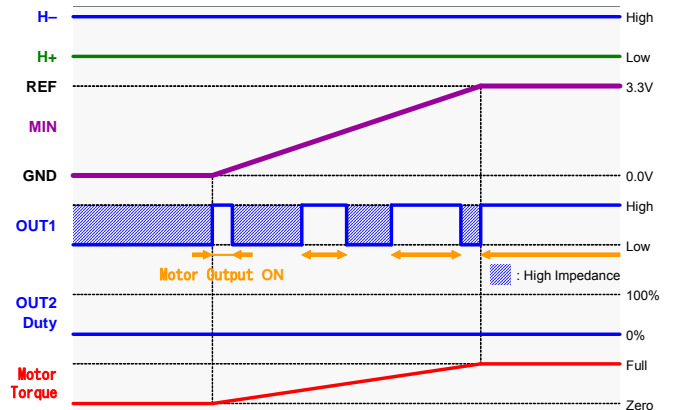 H– High
H+ Low
REF 3.3V
MIN
GND 0.0V
High
OUT1
Low
Motor Output ON
: High Impedance
OUT2 100%
Duty
0%
Full
Motor
Torque
Zero